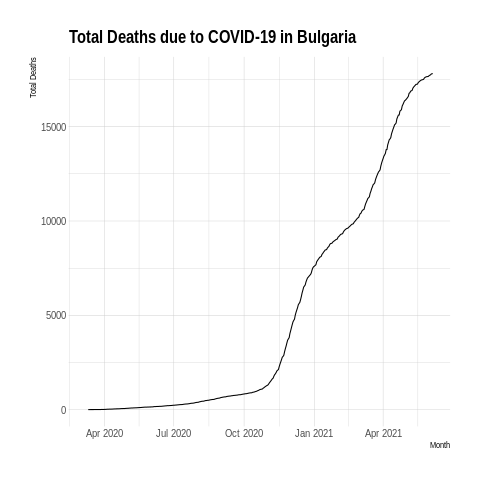 Total Deaths due to COVID-19 in Bulgaria
Total Deaths
15000
10000
5000
0
Apr 2020 Jul 2020 Oct 2020 Jan 2021 Apr 2021
Month